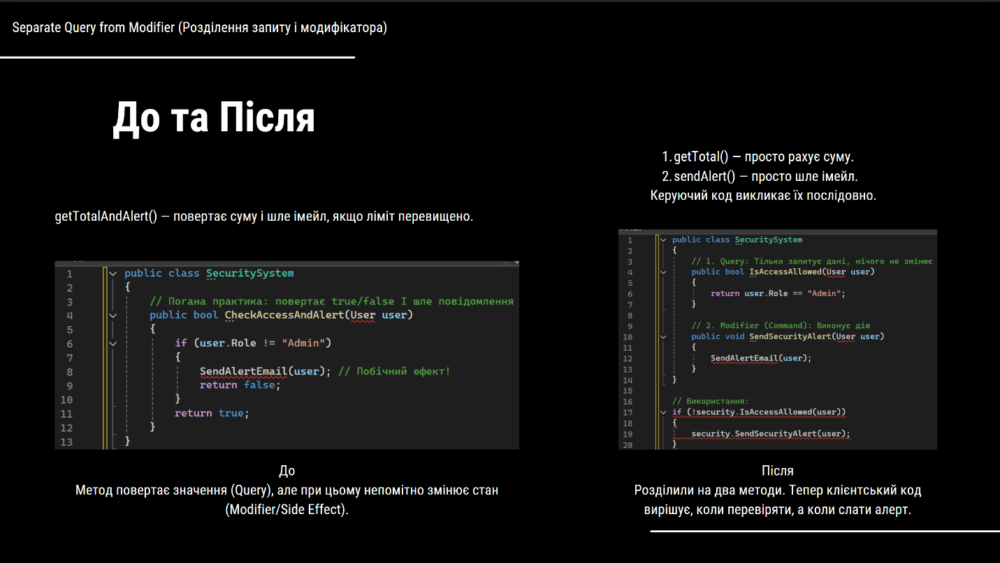 Separate Query from Modifier (Розділення запиту і модифікатора)
До та Після
getTotalAndAlert() — повертає суму і шле імейл, якщо ліміт перевищено.
1 public class SecuritySystem
2 {
3 // Погана практика: повертає true/false І шле повідомлення
4 public bool CheckAccessAndAlert(User user)
5 {
6 if (user.Role != "Admin")
7 {
8 SendAlertEmail(user); // Побічний ефект!
9 return false;
10 }
11 return true;
12 }
13 }
До
Метод повертає значення (Query), але при цьому непомітно змінює стан
(Modifier/Side Effect).
1. getTotal() — просто рахує суму.
2. sendAlert() — просто шле імейл.
Керуючий код викликає їх послідовно.
1 public class SecuritySystem
2 {
3 // 1. Query: Тільки запитує дані, нічого не змінює
4 public bool IsAccessAllowed(User user)
5 {
6 return user.Role == "Admin";
7 }
8
9 // 2. Modifier (Command): Виконує дію
10 public void SendSecurityAlert(User user)
11 {
12 SendAlertEmail(user);
13 }
14 }
15
16 // Використання:
17 if (!security.IsAccessAllowed(user))
18 {
19 security.SendSecurityAlert(user);
20 }
Після
Розділили на два методи. Тепер клієнтський код
вирішує, коли перевіряти, а коли слати алерт.